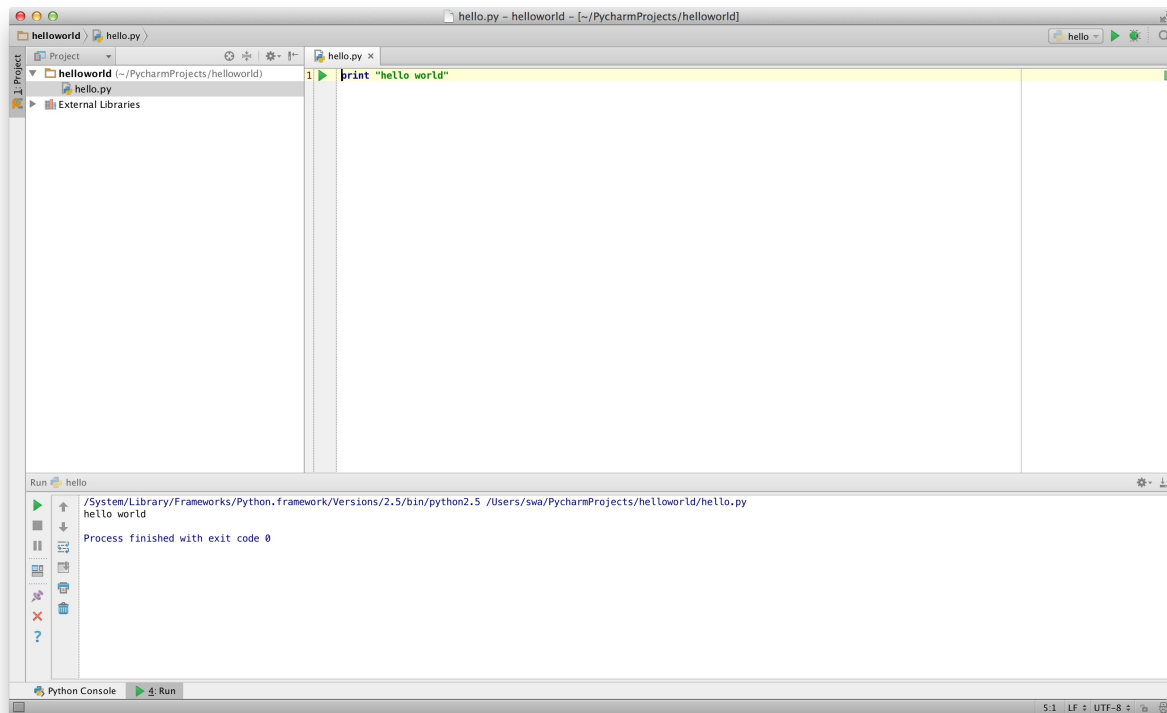 hello.py – helloworld – [~/PycharmProjects/helloworld]
helloworld hello.py hello
1: Project
Project hello.py ×
helloworld (~/PycharmProjects/helloworld)
hello.py
External Libraries
1 print "hello world"
Run hello
/System/Library/Frameworks/Python.framework/Versions/2.5/bin/python2.5 /Users/swa/PycharmProjects/helloworld/hello.py
hello world
Process finished with exit code 0
?
Python Console 4: Run
5:1 LF UTF-8